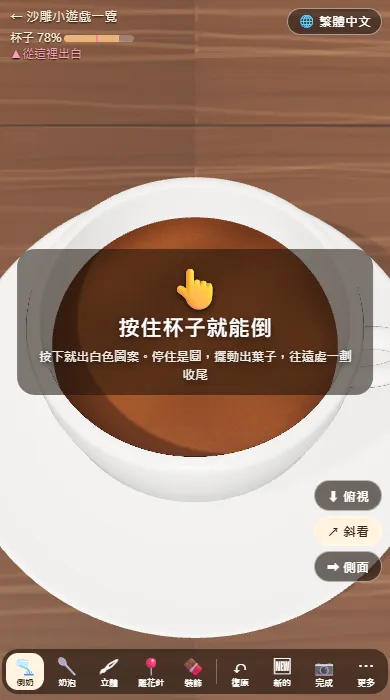 ← 沙雕小遊戲一覽
🌐 繁體中文
杯子 78%
▲從這裡出白
按住杯子就能倒
按下就出白色圖案。停住是圓，擺動出葉子，往遠處一劃
收尾
⬇ 俯視
↗ 斜看
➡ 側面
倒奶 奶泡 立體 雕花針 裝飾 復原 NEW 新的 完成 更多